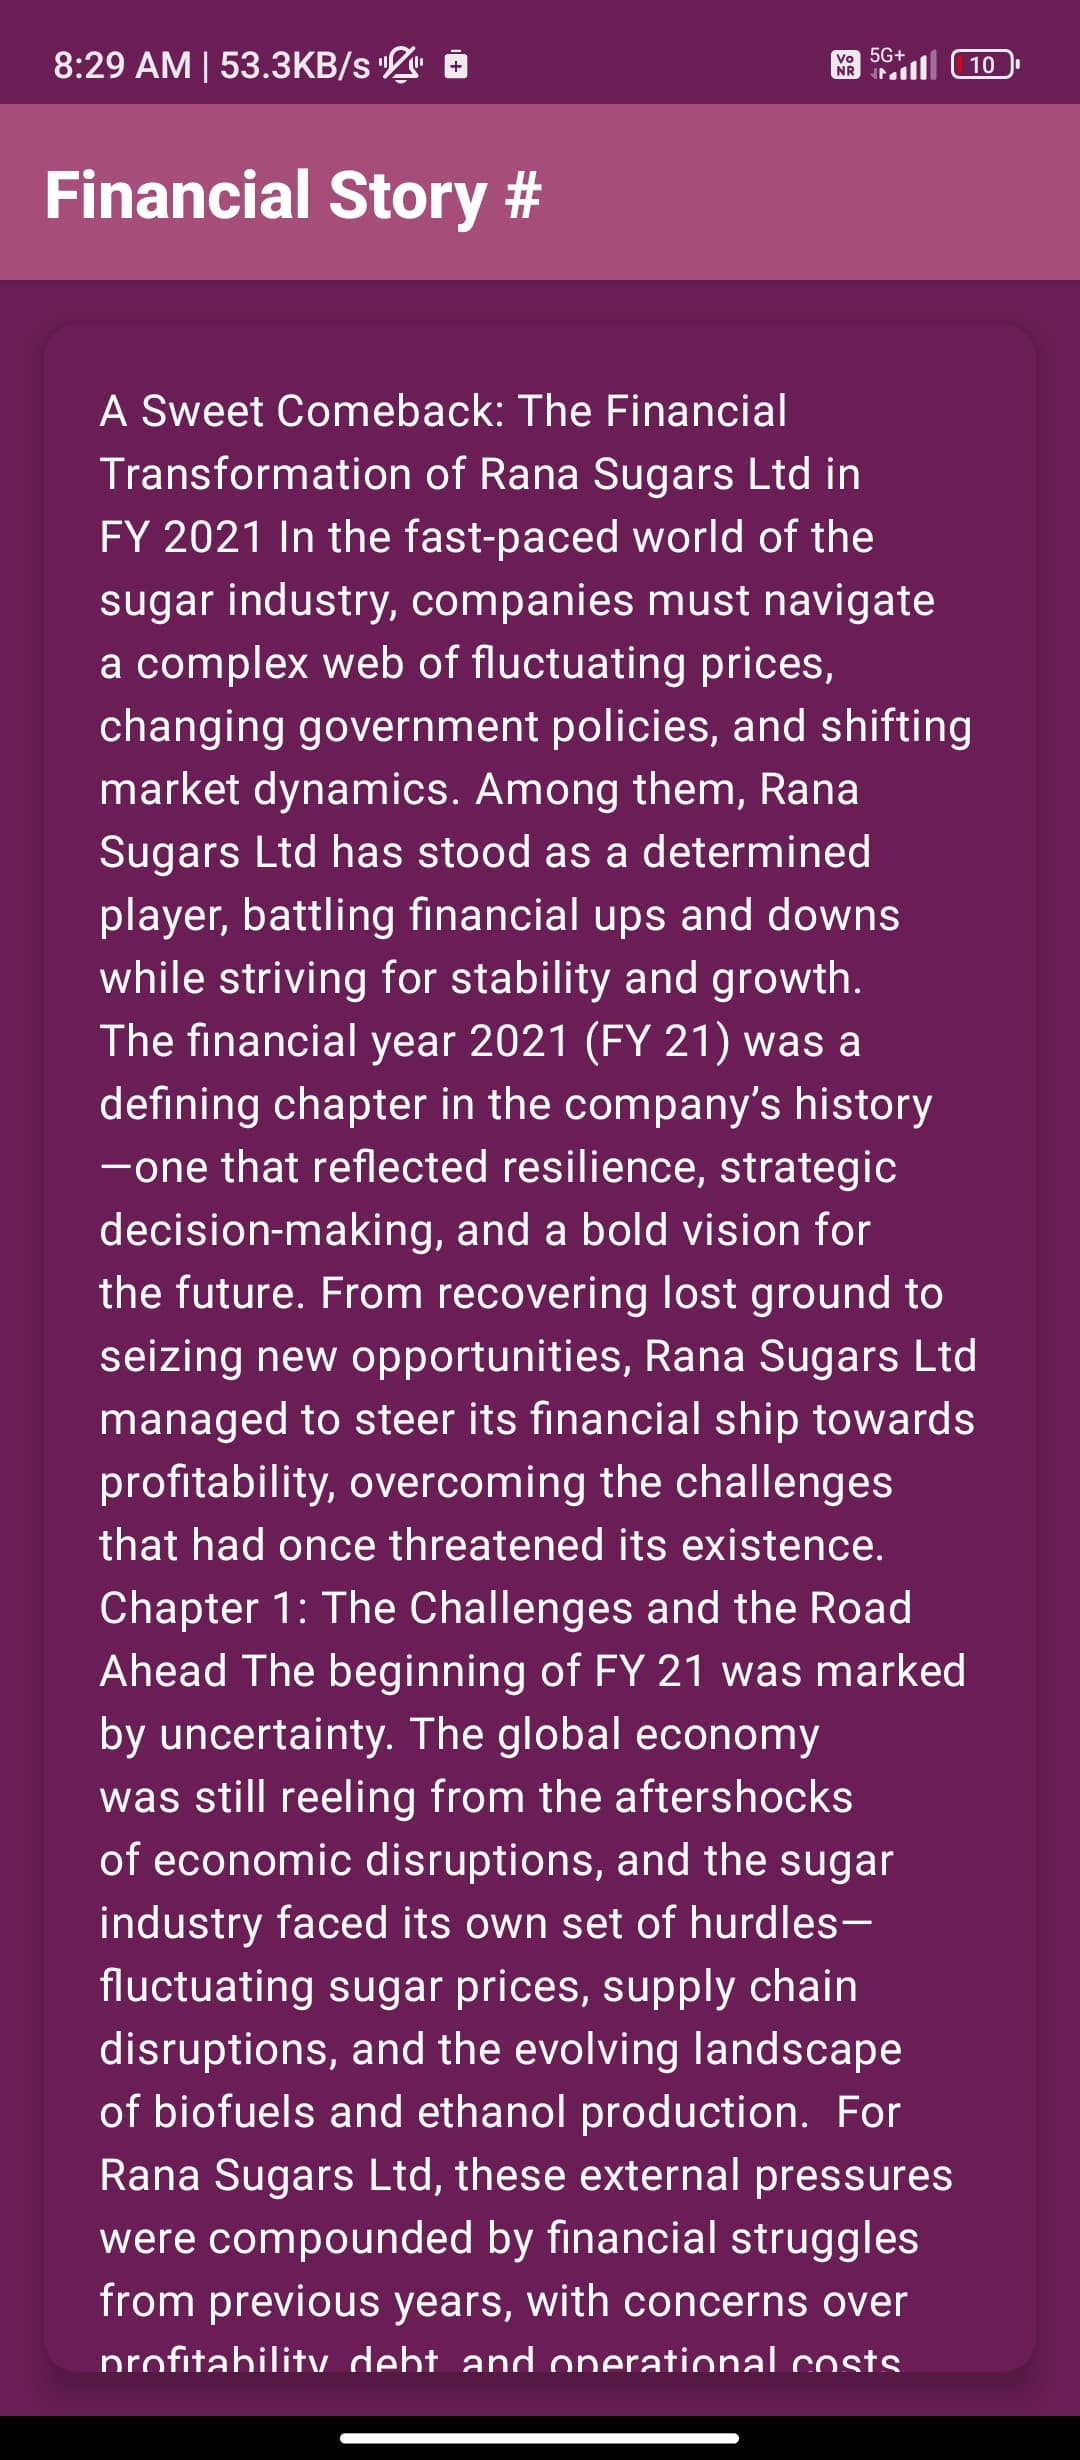 8:29 AM | 53.3KB/s
Vo NR 5G+ 10
Financial Story #
A Sweet Comeback: The Financial
Transformation of Rana Sugars Ltd in
FY 2021 In the fast-paced world of the
sugar industry, companies must navigate
a complex web of fluctuating prices,
changing government policies, and shifting
market dynamics. Among them, Rana
Sugars Ltd has stood as a determined
player, battling financial ups and downs
while striving for stability and growth.
The financial year 2021 (FY 21) was a
defining chapter in the company’s history
—one that reflected resilience, strategic
decision-making, and a bold vision for
the future. From recovering lost ground to
seizing new opportunities, Rana Sugars Ltd
managed to steer its financial ship towards
profitability, overcoming the challenges
that had once threatened its existence.
Chapter 1: The Challenges and the Road
Ahead The beginning of FY 21 was marked
by uncertainty. The global economy
was still reeling from the aftershocks
of economic disruptions, and the sugar
industry faced its own set of hurdles—
fluctuating sugar prices, supply chain
disruptions, and the evolving landscape
of biofuels and ethanol production.  For
Rana Sugars Ltd, these external pressures
were compounded by financial struggles
from previous years, with concerns over
profitability, debt, and operational costs